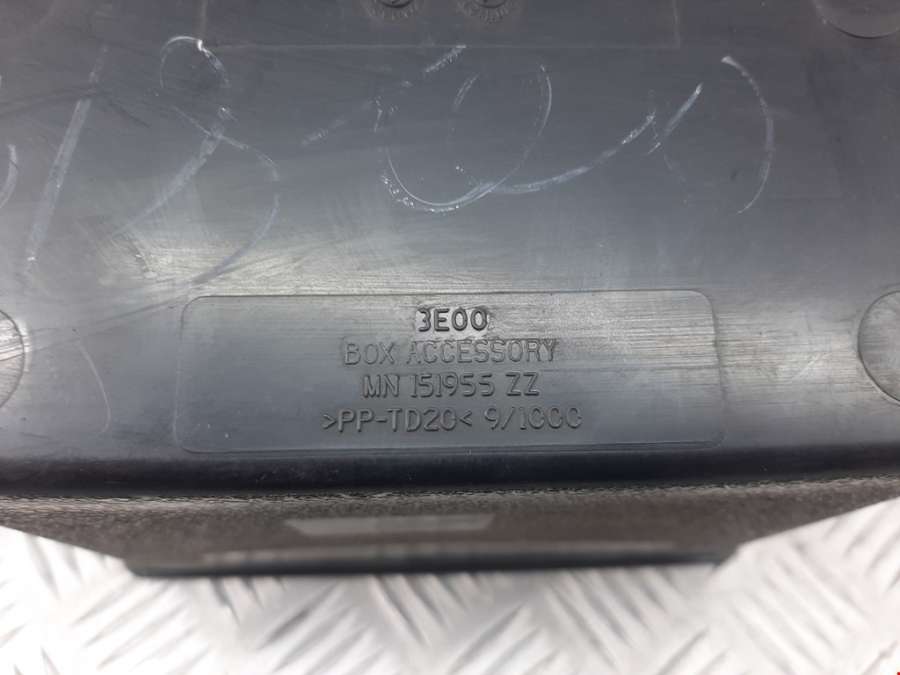 3E00
BOX ACCESSORY
MN 151955 ZZ
>PP-TD20< 9/1000